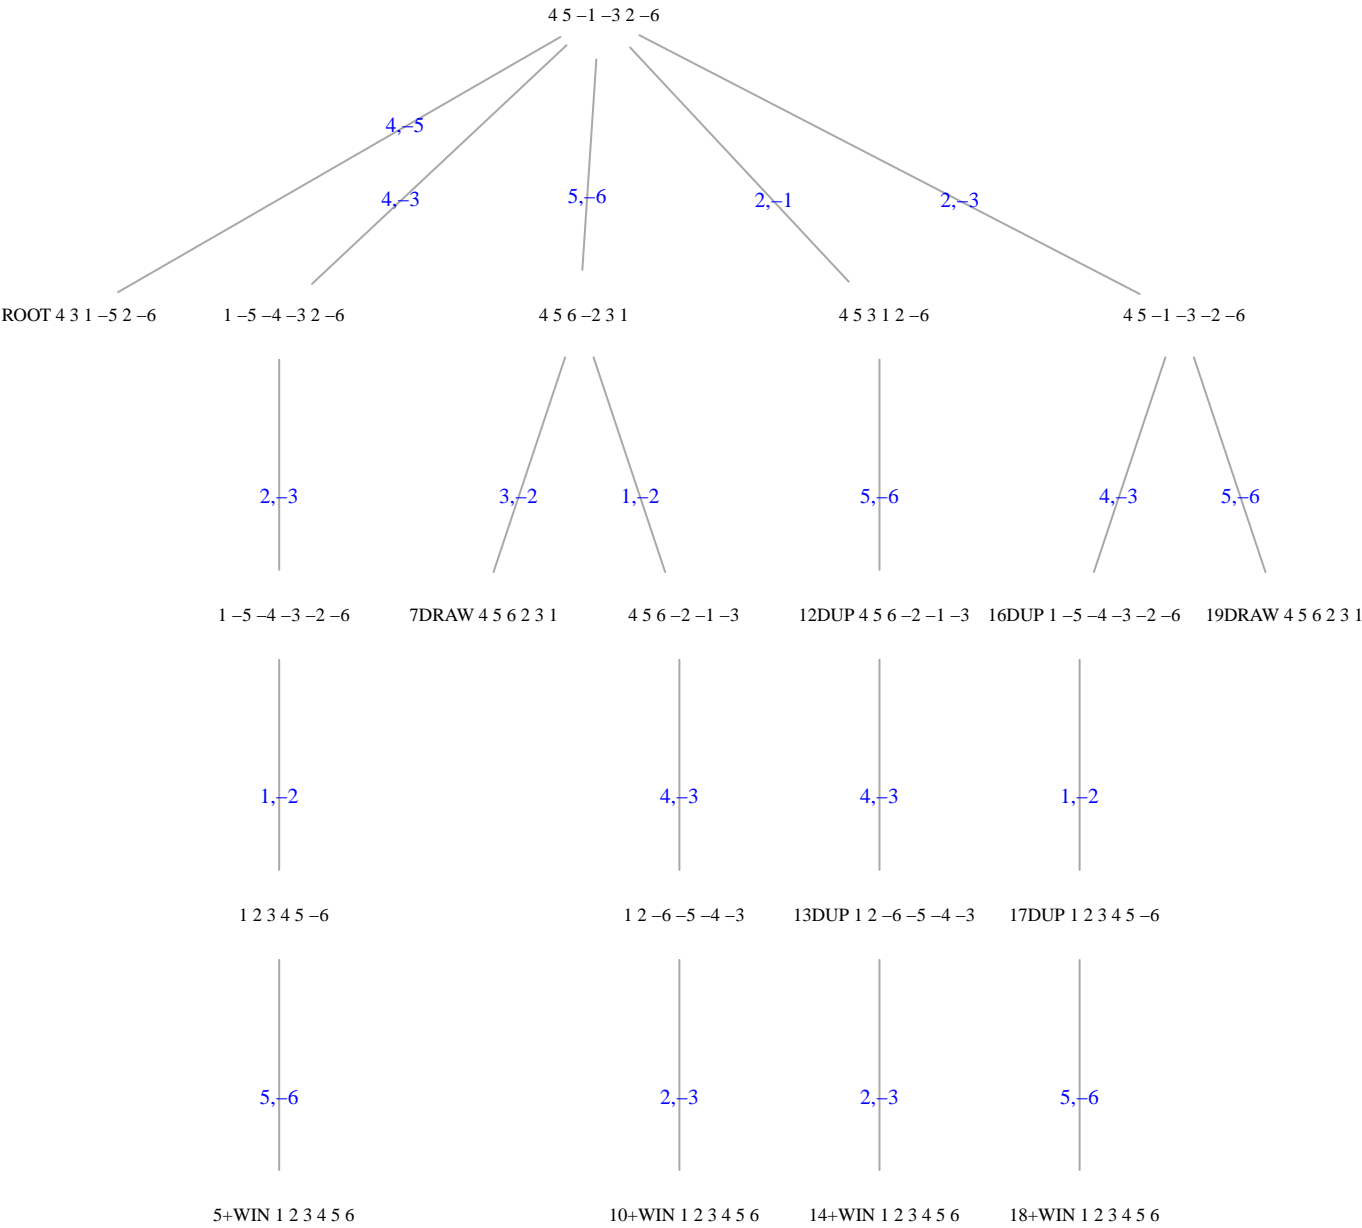 4 5 –1 –3 2 –6
4,–5
4,–3
5,–6
2,–1
2,–3
ROOT 4 3 1 –5 2 –6
1 –5 –4 –3 2 –6
4 5 6 –2 3 1
4 5 3 1 2 –6
4 5 –1 –3 –2 –6
2,–3
3,–2
1,–2
5,–6
4,–3
5,–6
1 –5 –4 –3 –2 –6
7DRAW 4 5 6 2 3 1
4 5 6 –2 –1 –3
12DUP 4 5 6 –2 –1 –3
16DUP 1 –5 –4 –3 –2 –6
19DRAW 4 5 6 2 3 1
1,–2
4,–3
4,–3
1,–2
1 2 3 4 5 –6
1 2 –6 –5 –4 –3
13DUP 1 2 –6 –5 –4 –3
17DUP 1 2 3 4 5 –6
5,–6
2,–3
2,–3
5,–6
5+WIN 1 2 3 4 5 6
10+WIN 1 2 3 4 5 6
14+WIN 1 2 3 4 5 6
18+WIN 1 2 3 4 5 6